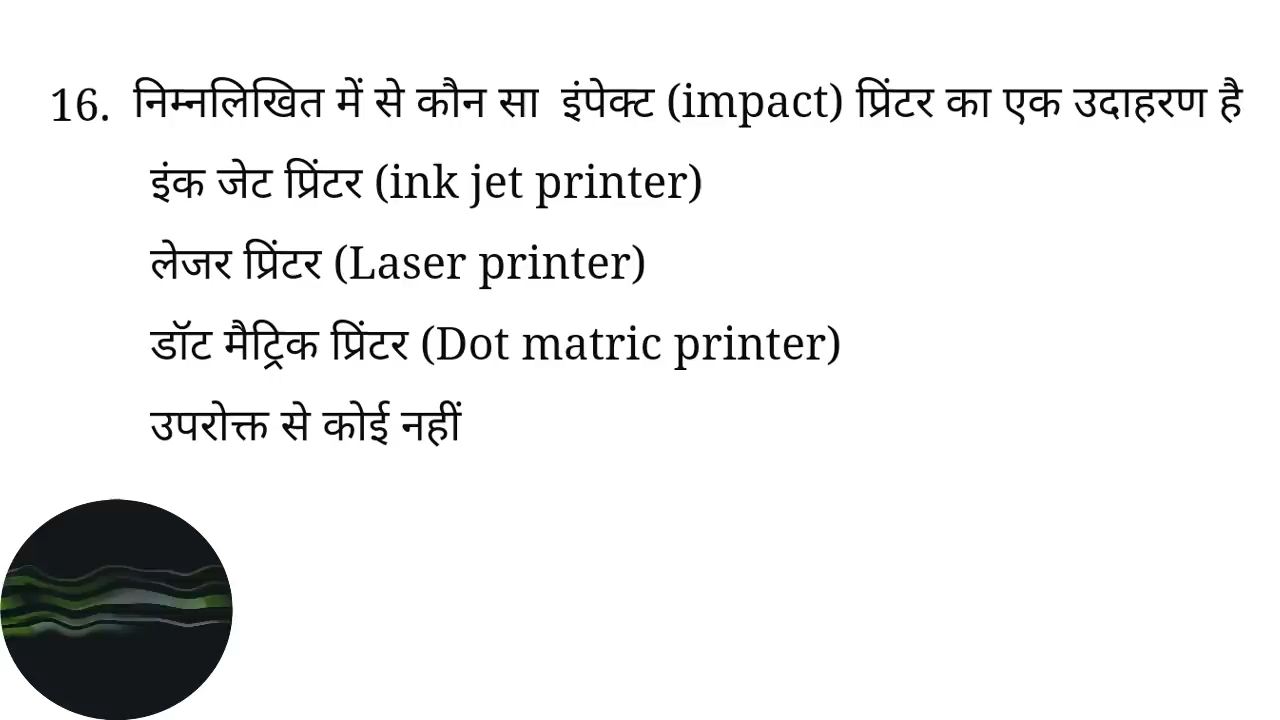 16. निम्नलिखित में से कौन सा इंपेक्ट (impact) प्रिंटर का एक उदाहरण है
इंक जेट प्रिंटर (ink jet printer)
लेजर प्रिंटर (Laser printer)
डॉट मैट्रिक प्रिंटर (Dot matric printer)
उपरोक्त से कोई नहीं